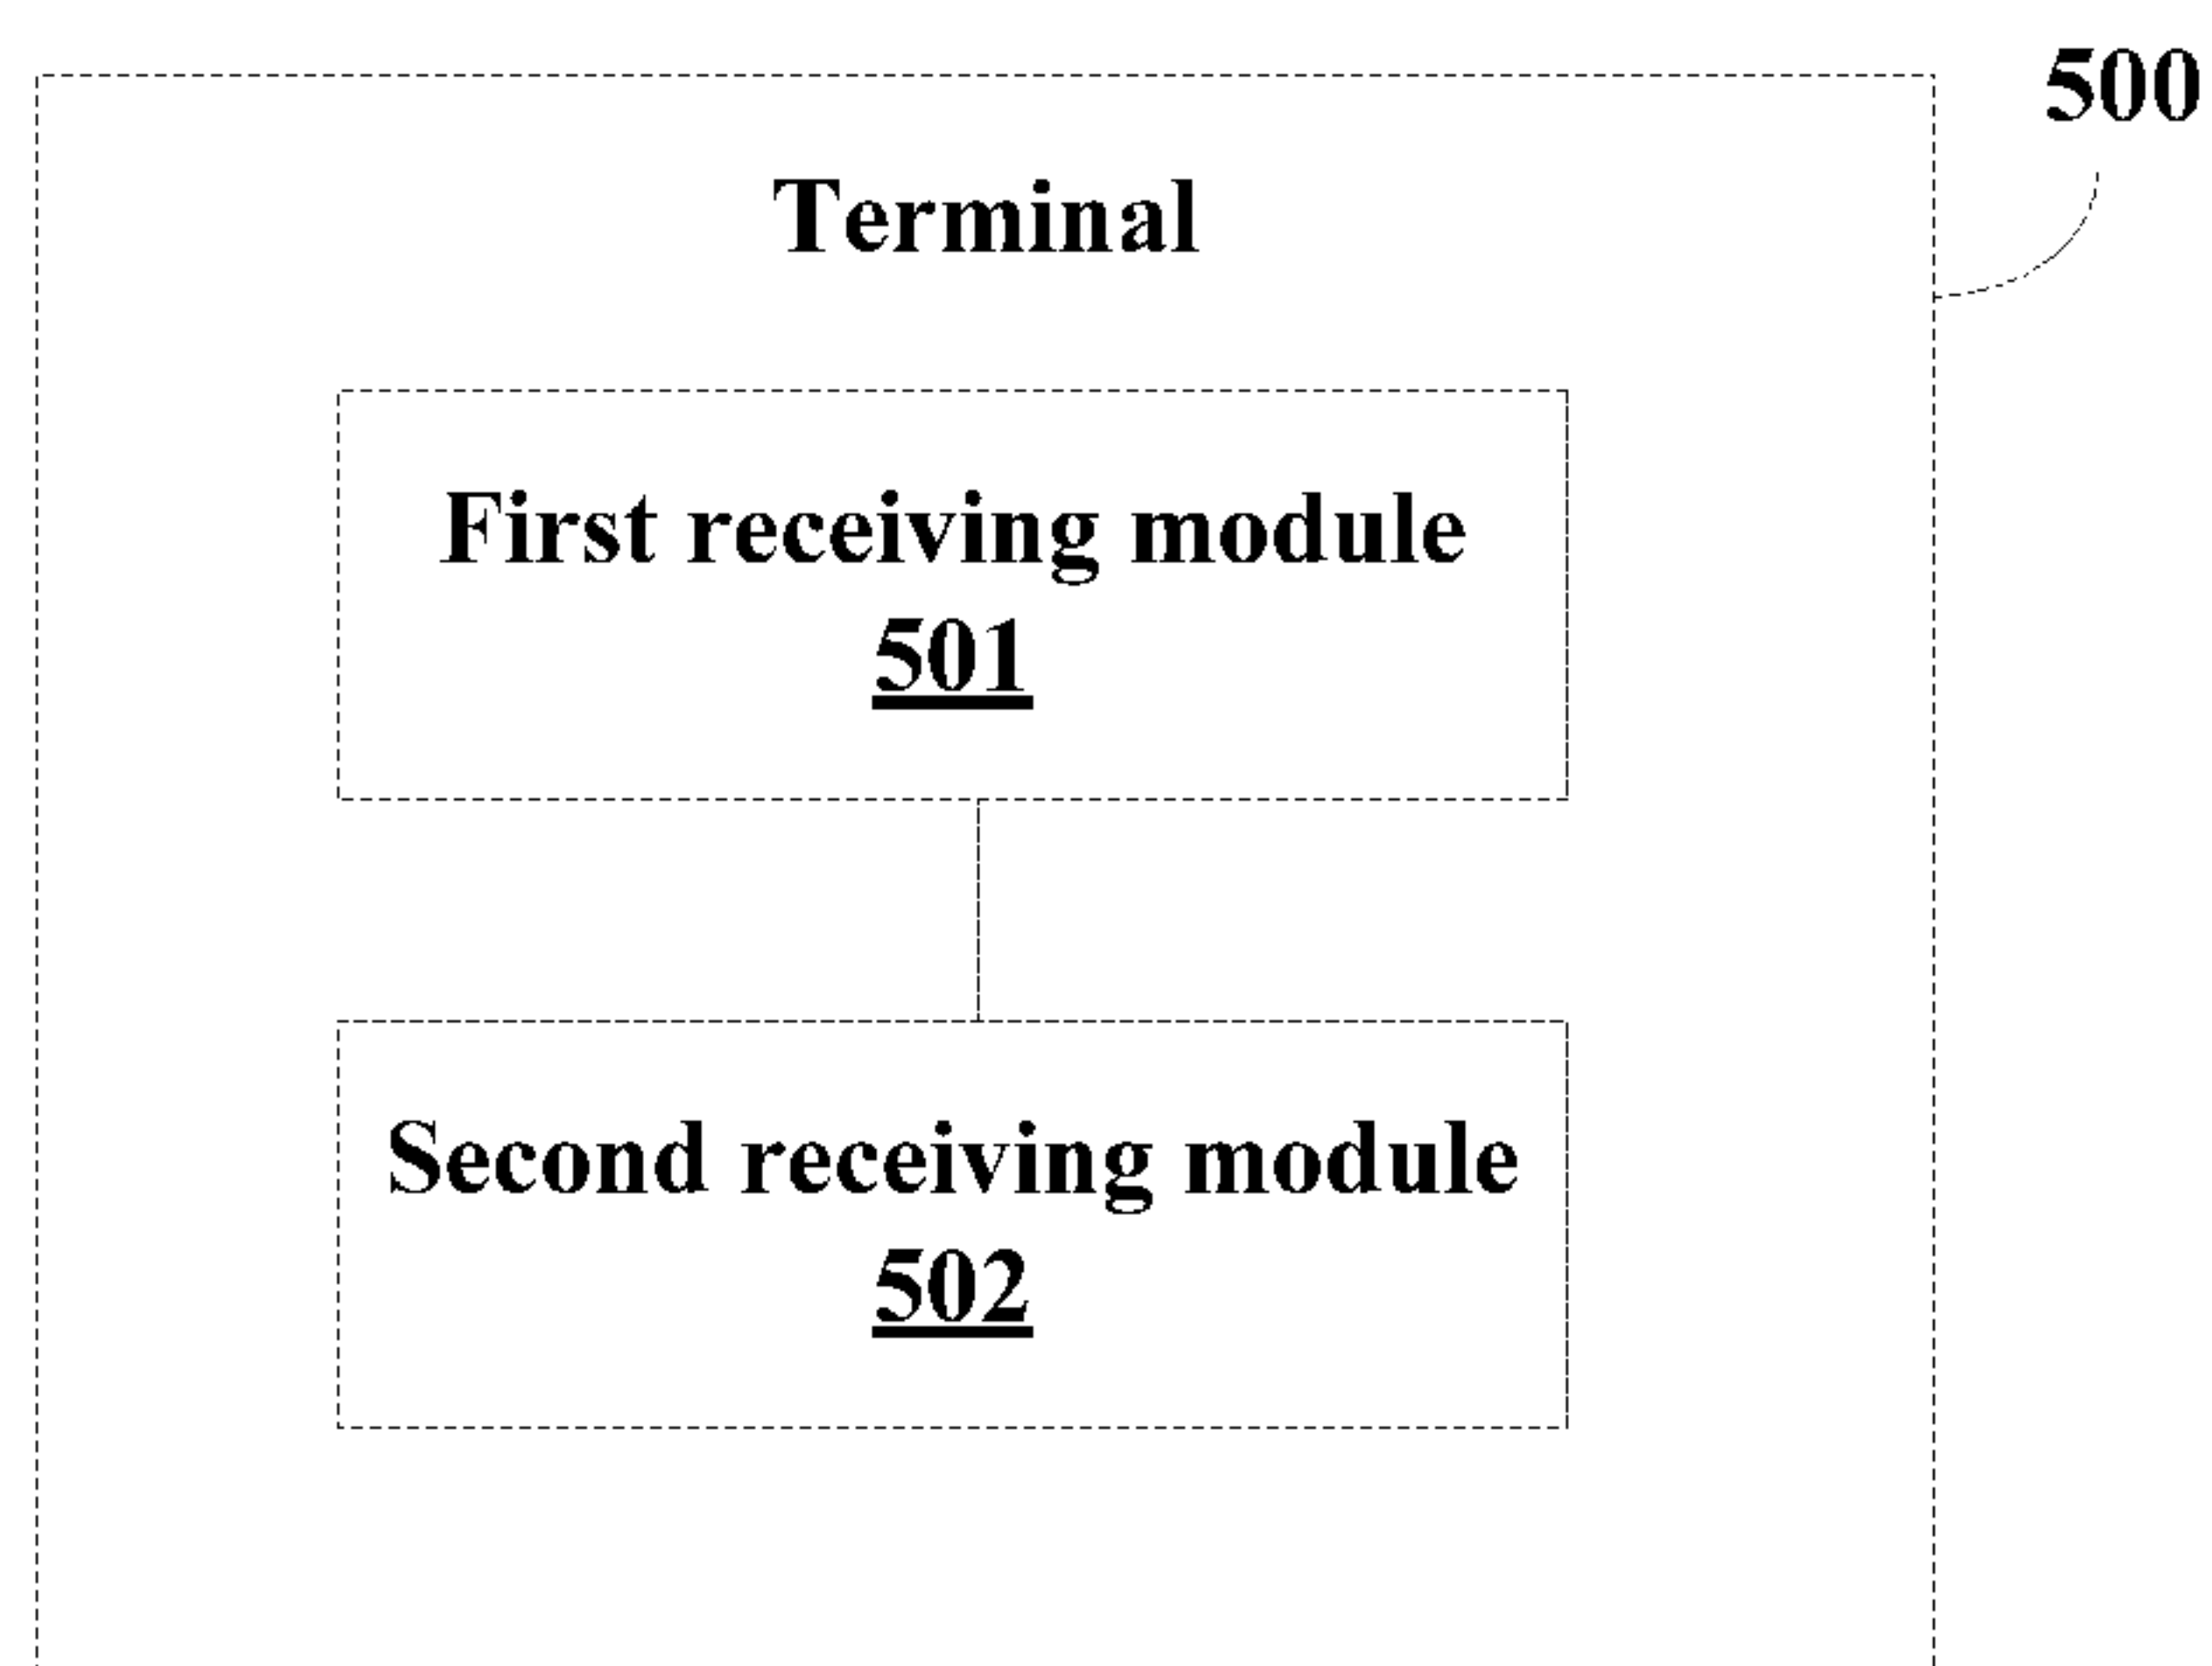 500
Terminal
First receiving module
501
Second receiving module
502